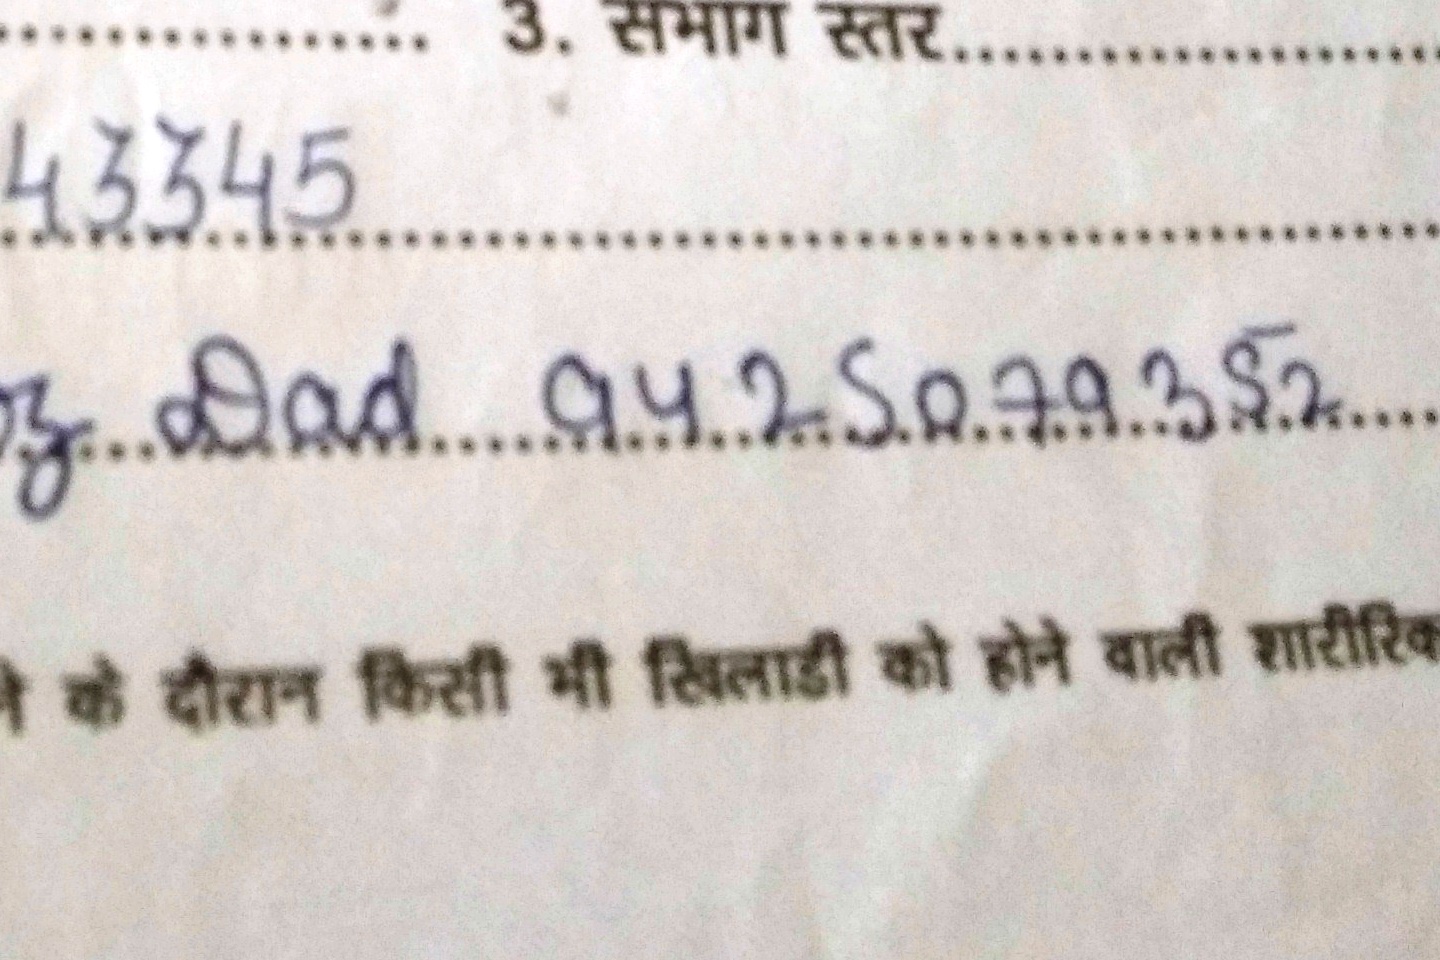 3. संभाग स्तर
43345
Dad 9425079352
के दौरान किसी भी खिलाडी को होने वाली शारीरिक